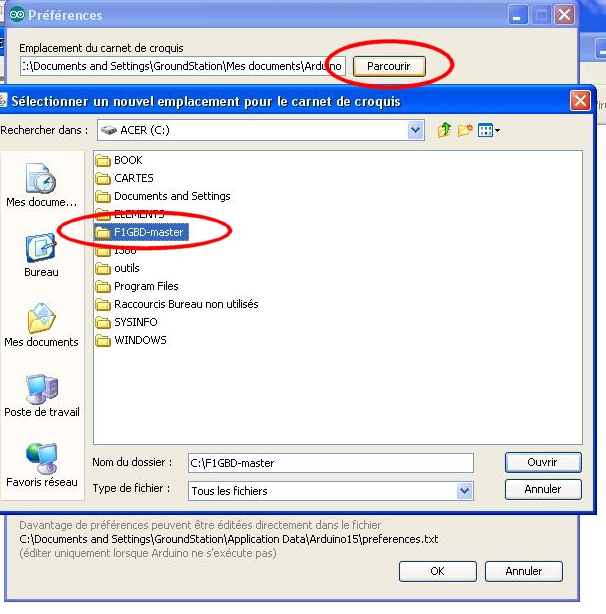 Préférences
Emplacement du carnet de croquis
:\Documents and Settings\GroundStation\Mes documents\Arduino
Parcourir
Sélectionner un nouvel emplacement pour le carnet de croquis
Rechercher dans :
ACER (C:)
Mes docume...
Bureau
Mes documents
Poste de travail
Favoris réseau
BOOK
CARTES
Documents and Settings
ELEMENTS
F1GBD-master
I386
outils
Program Files
Raccourcis Bureau non utilisés
SYSINFO
WINDOWS
Nom du dossier :
C:\F1GBD-master
Ouvrir
Type de fichier :
Tous les fichiers
Annuler
Davantage de préférences peuvent être éditées directement dans le fichier
C:\Documents and Settings\GroundStation\Application Data\Arduino15\preferences.txt
(éditer uniquement lorsque Arduino ne s'exécute pas)
OK
Annuler